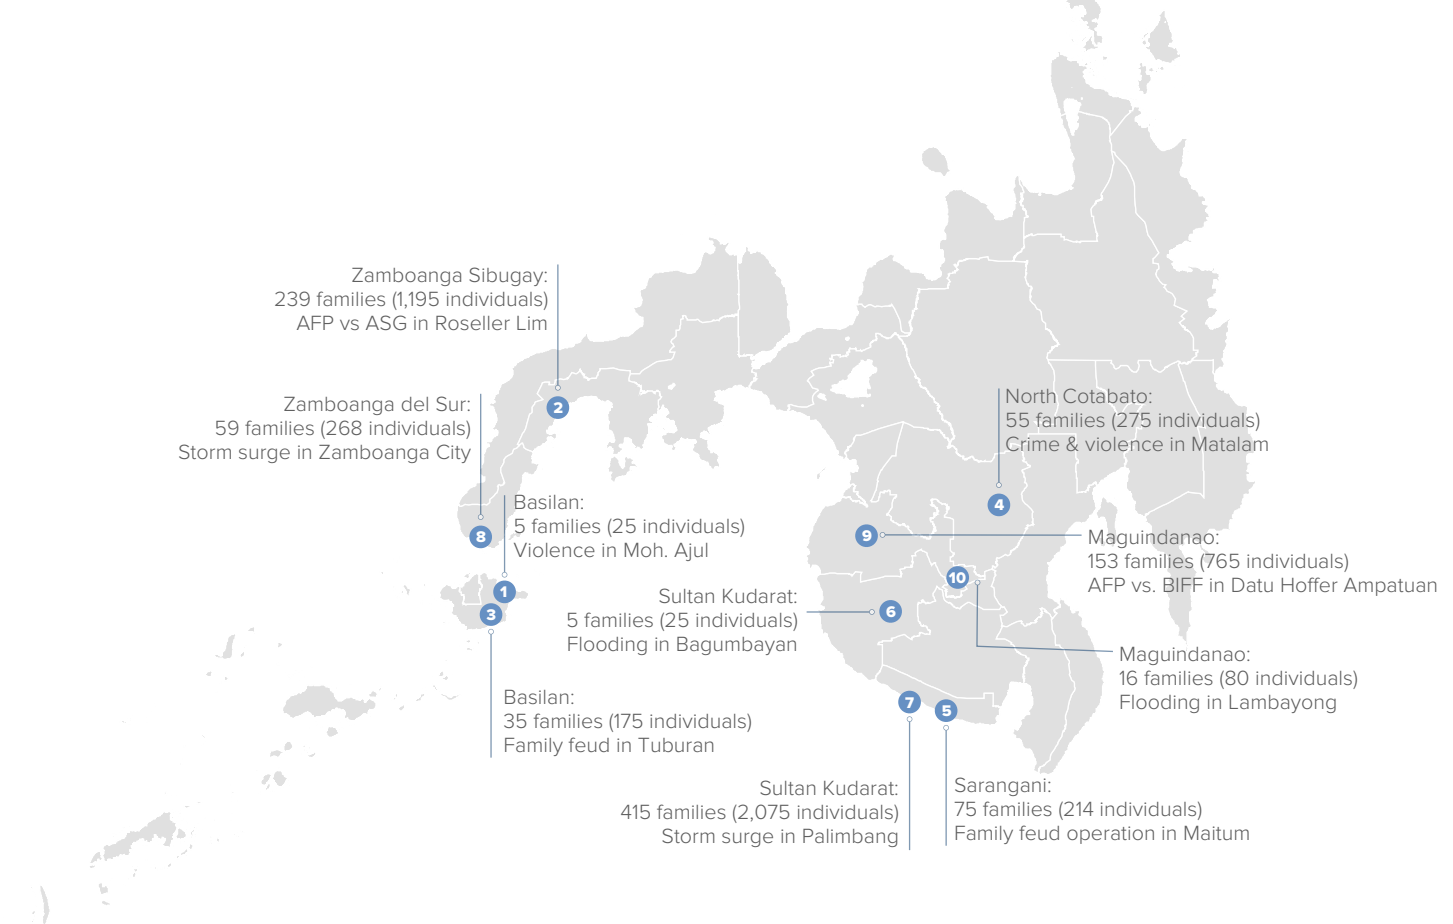 Zamboanga Sibugay:
239 families (1,195 individuals)
AFP vs ASG in Roseller Lim
2
Zamboanga del Sur:
59 families (268 individuals)
Storm surge in Zamboanga City
8
North Cotabato:
55 families (275 individuals)
Crime & violence in Matalam
4
Basilan:
5 families (25 individuals)
Violence in Moh. Ajul
1
9
Maguindanao:
153 families (765 individuals)
AFP vs. BIFF in Datu Hoffer Ampatuan
10
3
Sultan Kudarat:
5 families (25 individuals)
Flooding in Bagumbayan
6
Maguindanao:
16 families (80 individuals)
Flooding in Lambayong
Basilan:
35 families (175 individuals)
Family feud in Tuburan
7
5
Sultan Kudarat:
415 families (2,075 individuals)
Storm surge in Palimbang
Sarangani:
75 families (214 individuals)
Family feud operation in Maitum